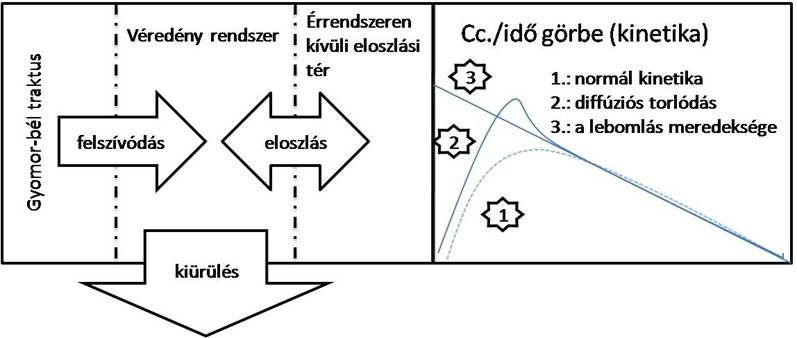 Gyomor-bél traktus
Véredény rendszer
Érrendszeren
kívüli eloszlási
tér
felszívódás
eloszlás
kiürülés
Cc./idő görbe (kinetika)
1.: normál kinetika
2.: diffúziós torlódás
3.: a lebomlás meredeksége
3
2
1